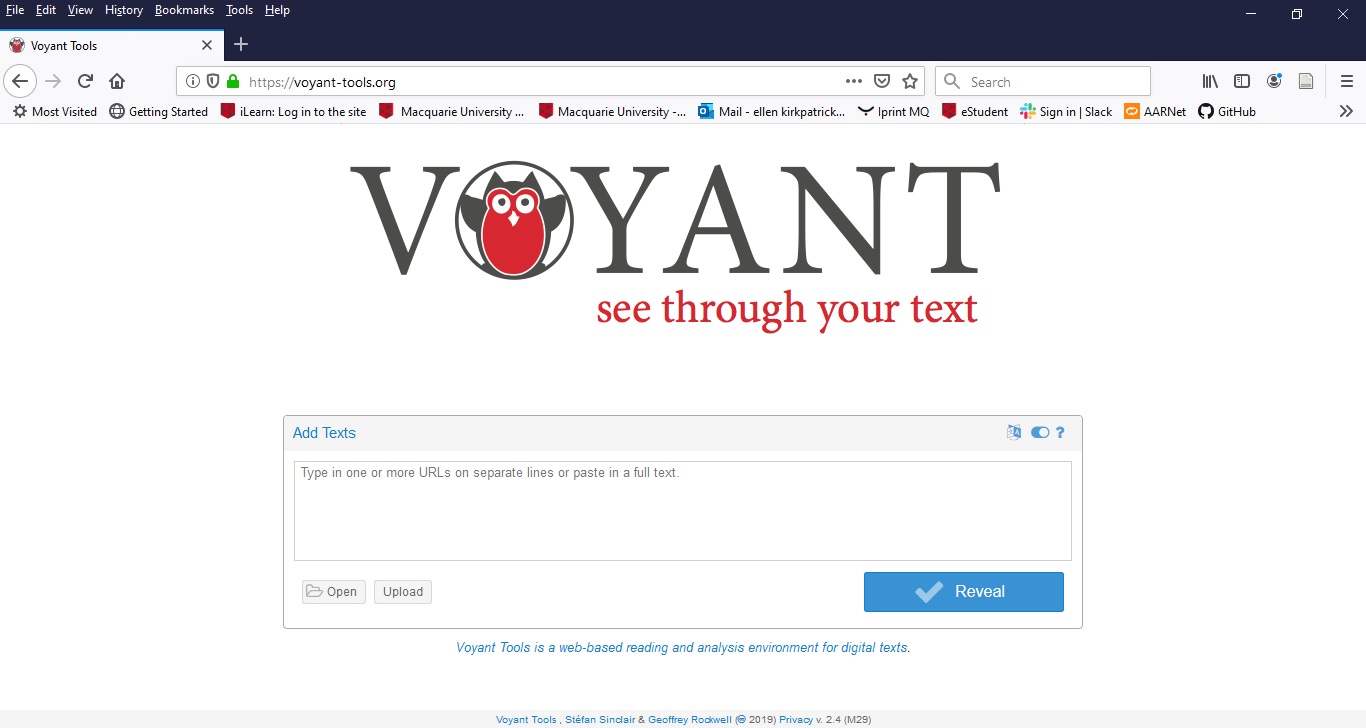 File Edit View History Bookmarks Tools Help
Voyant Tools
https://voyant-tools.org
Search
Most Visited Getting Started iLearn: Log in to the site Macquarie University ... Macquarie University -... Mail - ellen kirkpatrick... Iprint MQ eStudent Sign in | Slack AARNet GitHub
VOYANT
see through your text
Add Texts
Type in one or more URLs on separate lines or paste in a full text.
Open Upload Reveal
Voyant Tools is a web-based reading and analysis environment for digital texts.
Voyant Tools , Stéfan Sinclair & Geoffrey Rockwell (© 2019) Privacy v. 2.4 (M29)